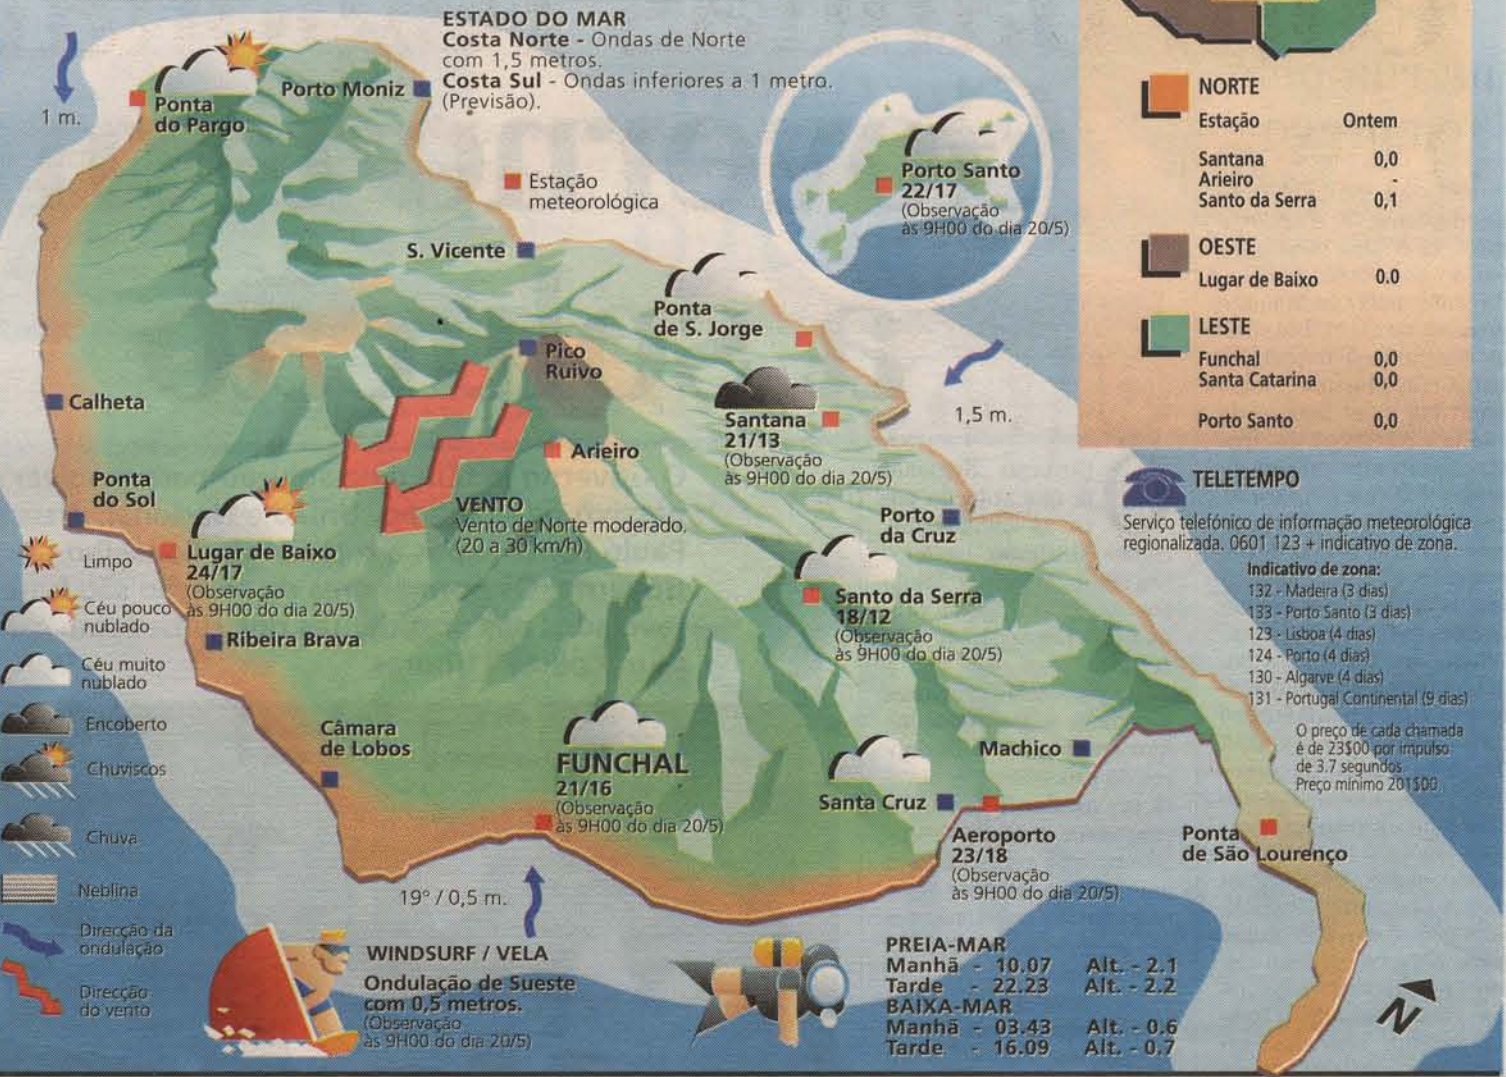 ESTADO DO MAR
Costa Norte - Ondas de Norte
com 1,5 metros.
Costa Sul - Ondas inferiores a 1 metro.
(Previsão).
1 m.
Ponta
do Pargo
Porto Moniz
Estação
meteorológica
S. Vicente
Porto Santo
22/17
(Observação
às 9H00 do dia 20/5)
Ponta
de S. Jorge
Pico
Ruivo
Calheta
Santana
21/13
(Observação
às 9H00 do dia 20/5)
1,5 m.
Arieiro
Ponta
do Sol
VENTO
Vento de Norte moderado.
(20 a 30 km/h)
Porto
da Cruz
Lugar de Baixo
24/17
(Observação
às 9H00 do dia 20/5)
Santo da Serra
18/12
(Observação
às 9H00 do dia 20/5)
Ribeira Brava
Câmara
de Lobos
FUNCHAL
21/16
(Observação
às 9H00 do dia 20/5)
Machico
Santa Cruz
Aeroporto
23/18
(Observação
às 9H00 do dia 20/5)
Ponta
de São Lourenço
Limpo
Céu pouco
nublado
Céu muito
nublado
Encoberto
Chuviscos
Chuva
Neblina
Direcção da
ondulação
Direcção
do vento
19° / 0,5 m.
WINDSURF / VELA
Ondulação de Sueste
com 0,5 metros.
(Observação
às 9H00 do dia 20/5)
PREIA-MAR
Manhã - 10.07 Alt. - 2.1
Tarde - 22.23 Alt. - 2.2
BAIXA-MAR
Manhã - 03.43 Alt. - 0.6
Tarde - 16.09 Alt. - 0.7
N
NORTE
Estação Ontem
Santana 0,0
Arieiro -
Santo da Serra 0,1
OESTE
Lugar de Baixo 0.0
LESTE
Funchal 0,0
Santa Catarina 0,0
Porto Santo 0,0
TELETEMPO
Serviço telefónico de informação meteorológica
regionalizada. 0601 123 + indicativo de zona.
Indicativo de zona:
132 - Madeira (3 dias)
133 - Porto Santo (3 dias)
123 - Lisboa (4 dias)
124 - Porto (4 dias)
130 - Algarve (4 dias)
131 - Portugal Continental (9 dias)
O preço de cada chamada
é de 23$00 por impulso
de 3.7 segundos.
Preço mínimo 201$00